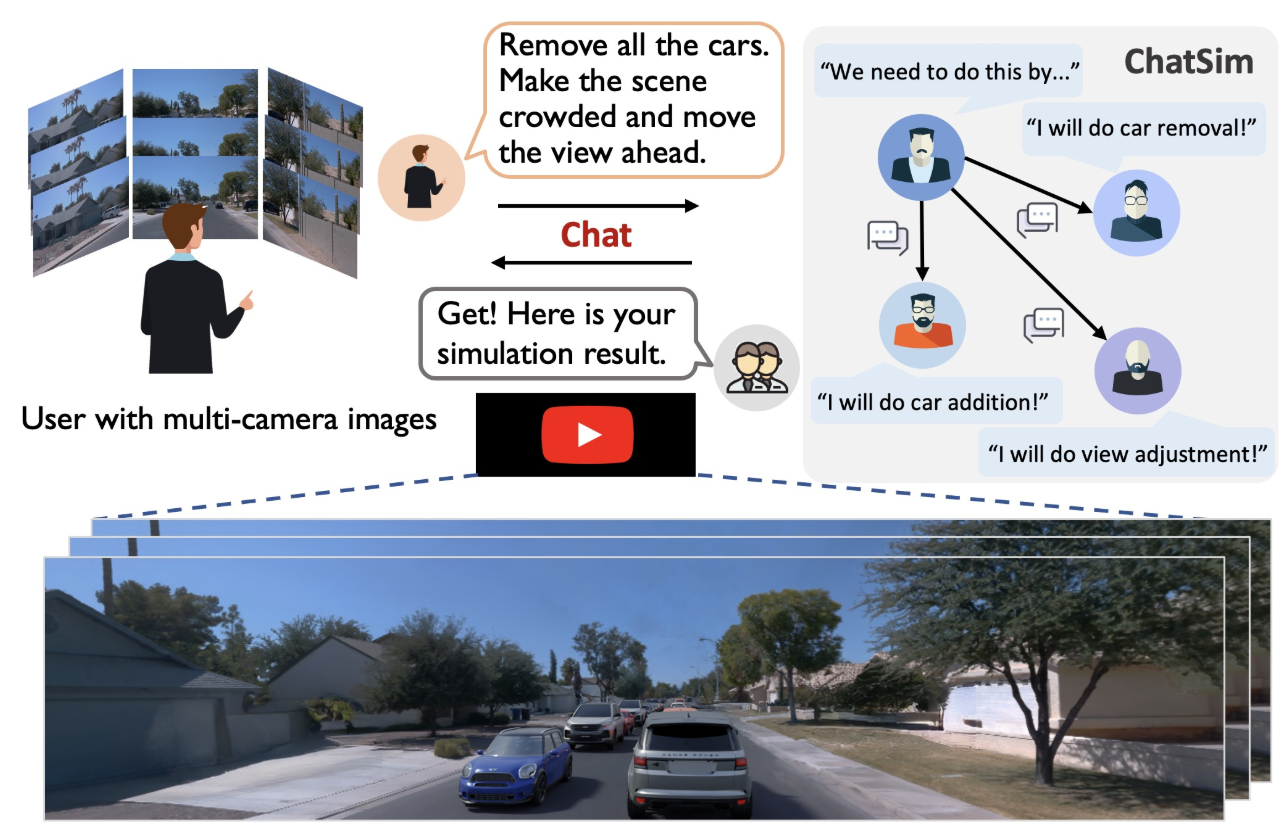 Remove all the cars.
Make the scene
crowded and move
the view ahead.
Chat
Get! Here is your
simulation result.
User with multi-camera images
ChatSim
“We need to do this by...”
“I will do car removal!”
“I will do car addition!”
“I will do view adjustment!”